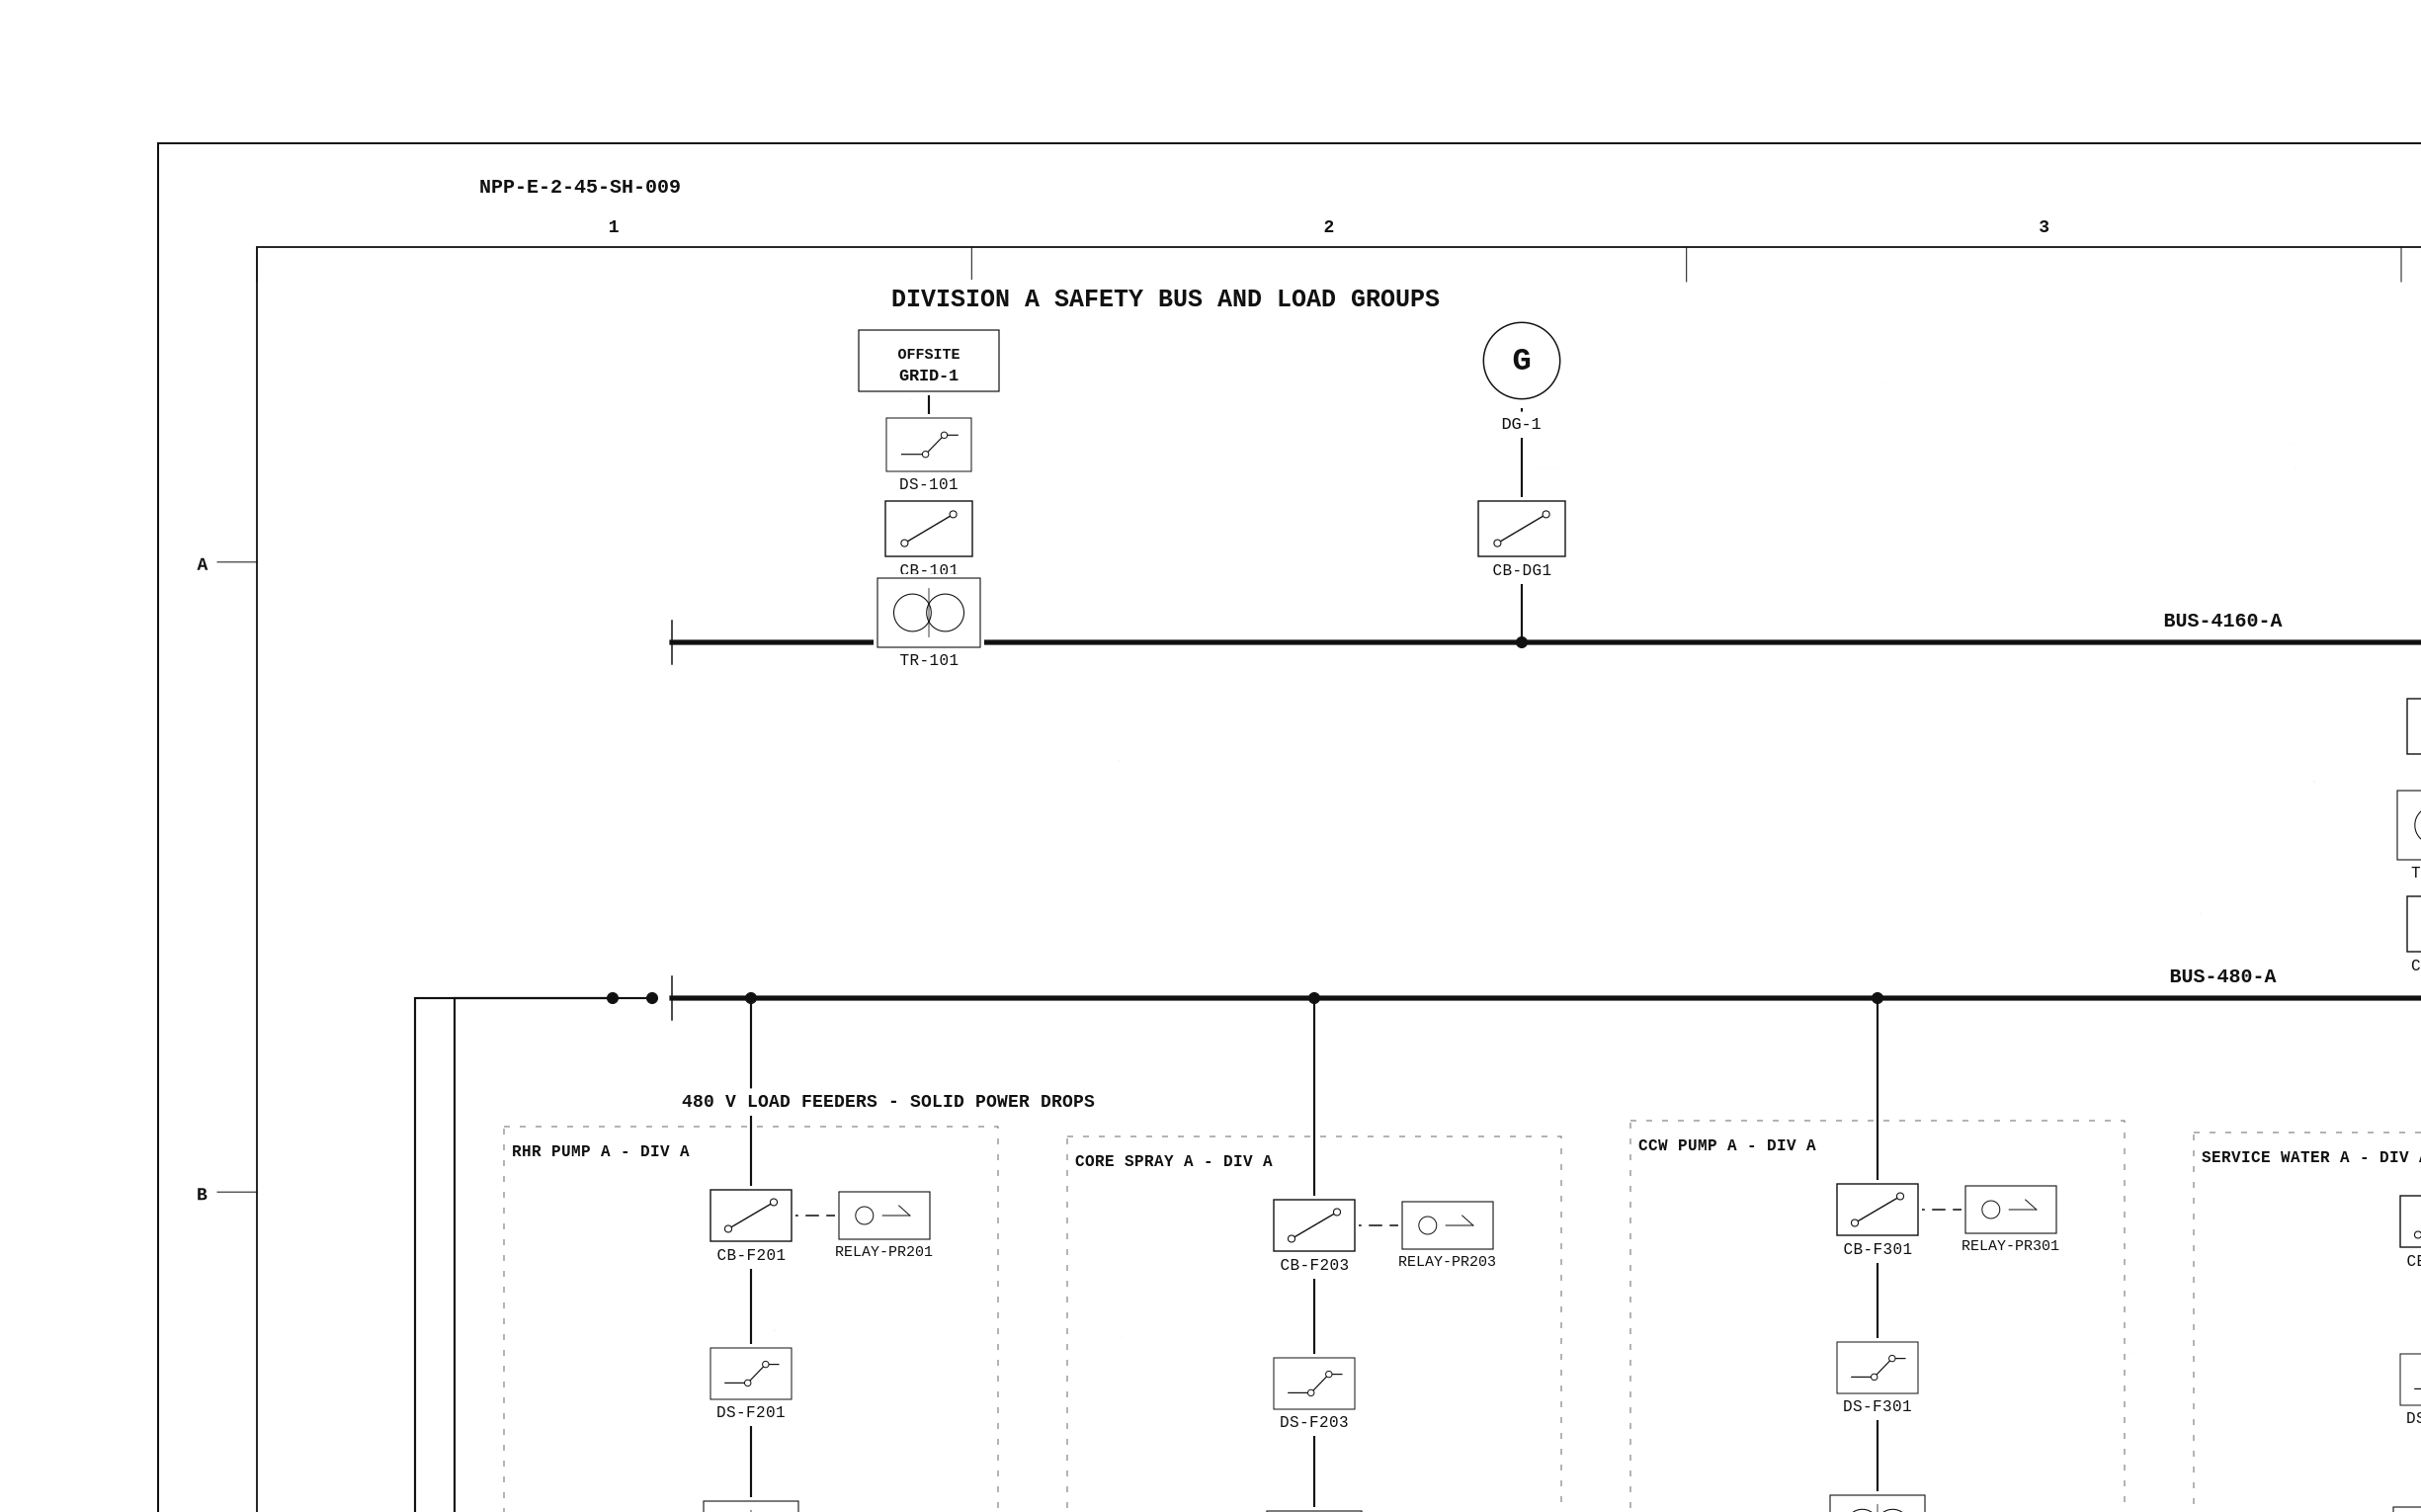 NPP-E-2-45-SH-009
1 2 3
DIVISION A SAFETY BUS AND LOAD GROUPS
OFFSITE
GRID-1
G
DG-1
DS-101
A
CB-101
CB-DG1
BUS-4160-A
TR-101
T
C
BUS-480-A
480 V LOAD FEEDERS - SOLID POWER DROPS
RHR PUMP A - DIV A
CORE SPRAY A - DIV A
CCW PUMP A - DIV A
SERVICE WATER A - DIV
B
CB-F201
RELAY-PR201
CB-F203
RELAY-PR203
CB-F301
RELAY-PR301
DS-F201
DS-F203
DS-F301
DS